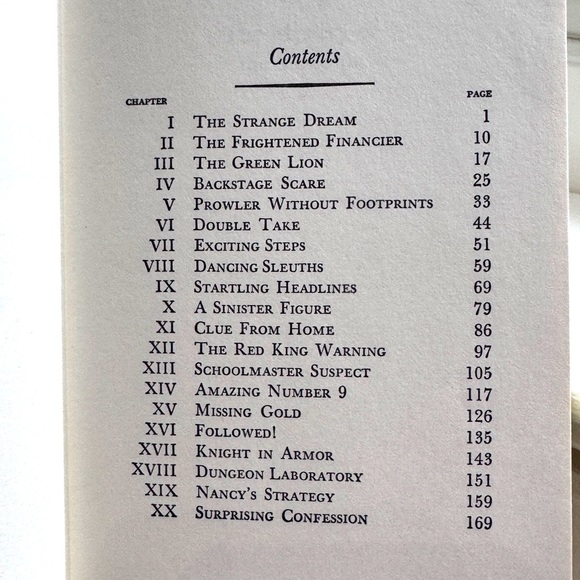 Contents
CHAPTER PAGE
I THE STRANGE DREAM 1
II THE FRIGHTENED FINANCIER 10
III THE GREEN LION 17
IV BACKSTAGE SCARE 25
V PROWLER WITHOUT FOOTPRINTS 33
VI DOUBLE TAKE 44
VII EXCITING STEPS 51
VIII DANCING SLEUTHS 59
IX STARTLING HEADLINES 69
X A SINISTER FIGURE 79
XI CLUE FROM HOME 86
XII THE RED KING WARNING 97
XIII SCHOOLMASTER SUSPECT 105
XIV AMAZING NUMBER 9 117
XV MISSING GOLD 126
XVI FOLLOWED! 135
XVII KNIGHT IN ARMOR 143
XVIII DUNGEON LABORATORY 151
XIX NANCY'S STRATEGY 159
XX SURPRISING CONFESSION 169